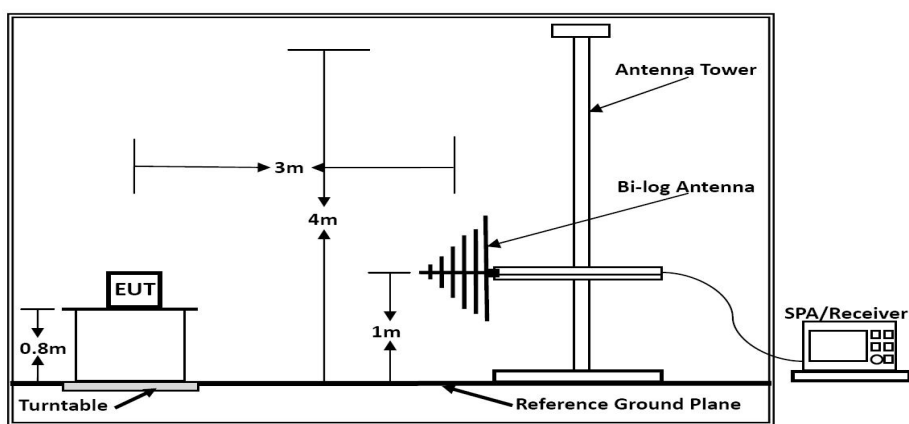 Antenna Tower
3m
Bi-log Antenna
4m
EUT
SPA/Receiver
1m
0.8m
Turntable
Reference Ground Plane